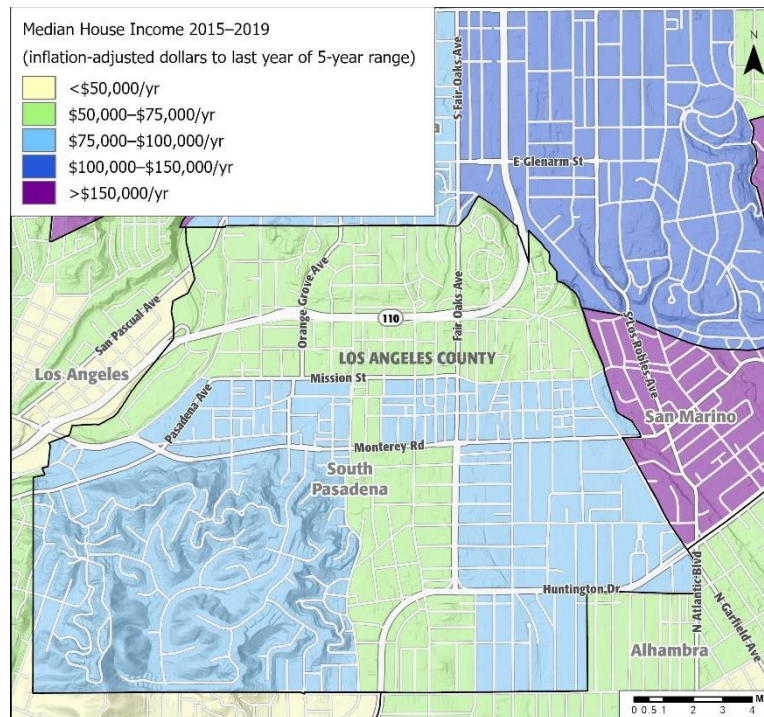 Median House Income 2015–2019
(inflation-adjusted dollars to last year of 5-year range)
<$50,000/yr
$50,000–$75,000/yr
$75,000–$100,000/yr
$100,000–$150,000/yr
>$150,000/yr
N
S Fair Oaks Ave
E Glenarm St
San Pascual Ave
Orange Grove Ave
Fair Oaks Ave
110
S Los Robles Ave
LOS ANGELES COUNTY
Los Angeles
Mission St
Pasadena Ave
San Marino
Monterey Rd
South
Pasadena
Huntington Dr
N Atlantic Blvd
N Garfield Ave
Alhambra
M
0 0.5 1 2 3 4